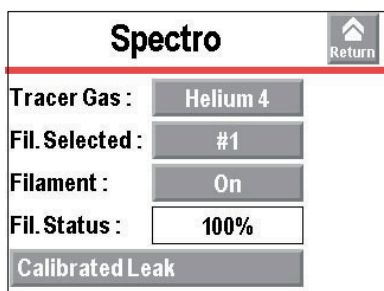 Spectro
Return
Tracer Gas : Helium 4
Fil. Selected : #1
Filament : On
Fil. Status : 100%
Calibrated Leak